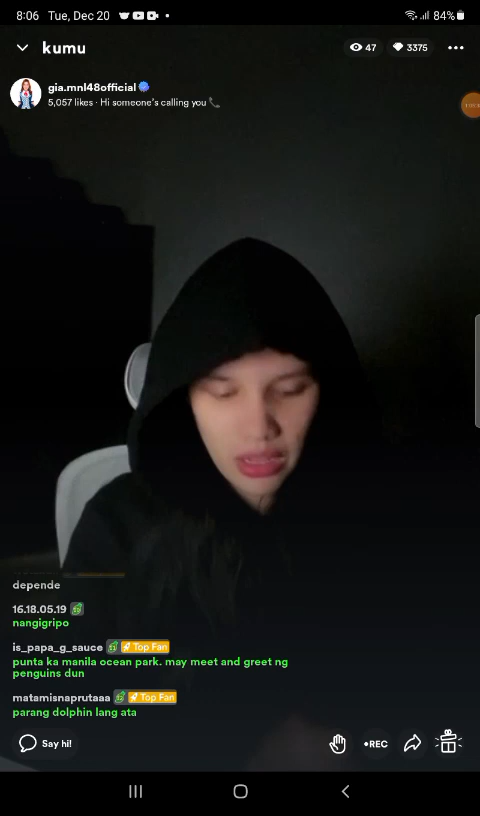 8:06 Tue, Dec 20 84%
kumu
47 3375
gia.mnl48official
5,057 likes · Hi someone's calling you
depende
16.18.05.19
nangigripo
is_papa_g_sauce Top Fan
punta ka manila ocean park. may meet and greet ng
penguins dun
matamisnaprutaaa Top Fan
parang dolphin lang ata
Say hi! •REC